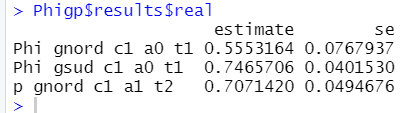 > Phigp$results$real
estimate se
Phi gnord c1 a0 t1 0.5553164 0.0767937
Phi gsud c1 a0 t1 0.7465706 0.0401530
p gnord c1 a1 t2 0.7071420 0.0494676
>